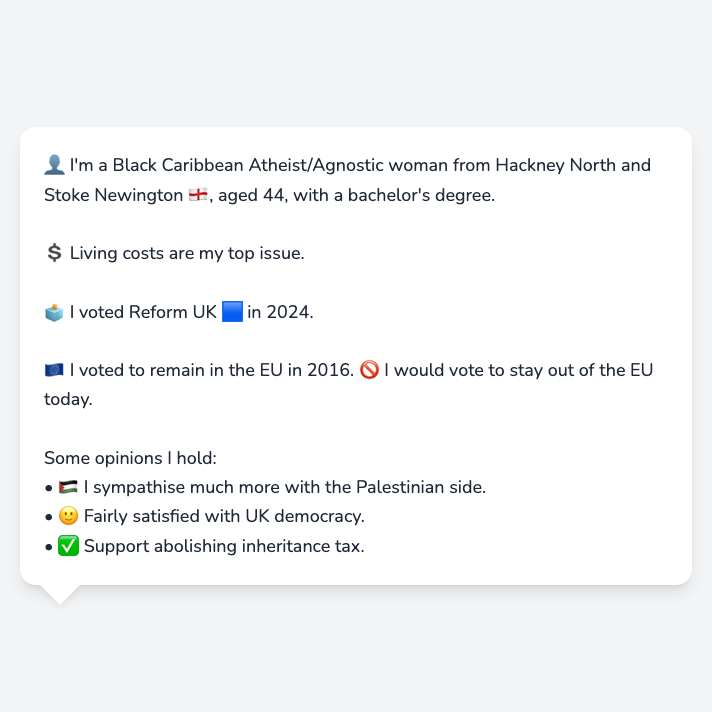 👤 I'm a Black Caribbean Atheist/Agnostic woman from Hackney North and
Stoke Newington 🏴󠁧󠁢󠁥󠁮󠁧󠁿, aged 44, with a bachelor's degree.
💲 Living costs are my top issue.
🗳️ I voted Reform UK 🟦 in 2024.
🇪🇺 I voted to remain in the EU in 2016. 🚫 I would vote to stay out of the EU
today.
Some opinions I hold:
• 🇵🇸 I sympathise much more with the Palestinian side.
• 🙂 Fairly satisfied with UK democracy.
• ✅ Support abolishing inheritance tax.